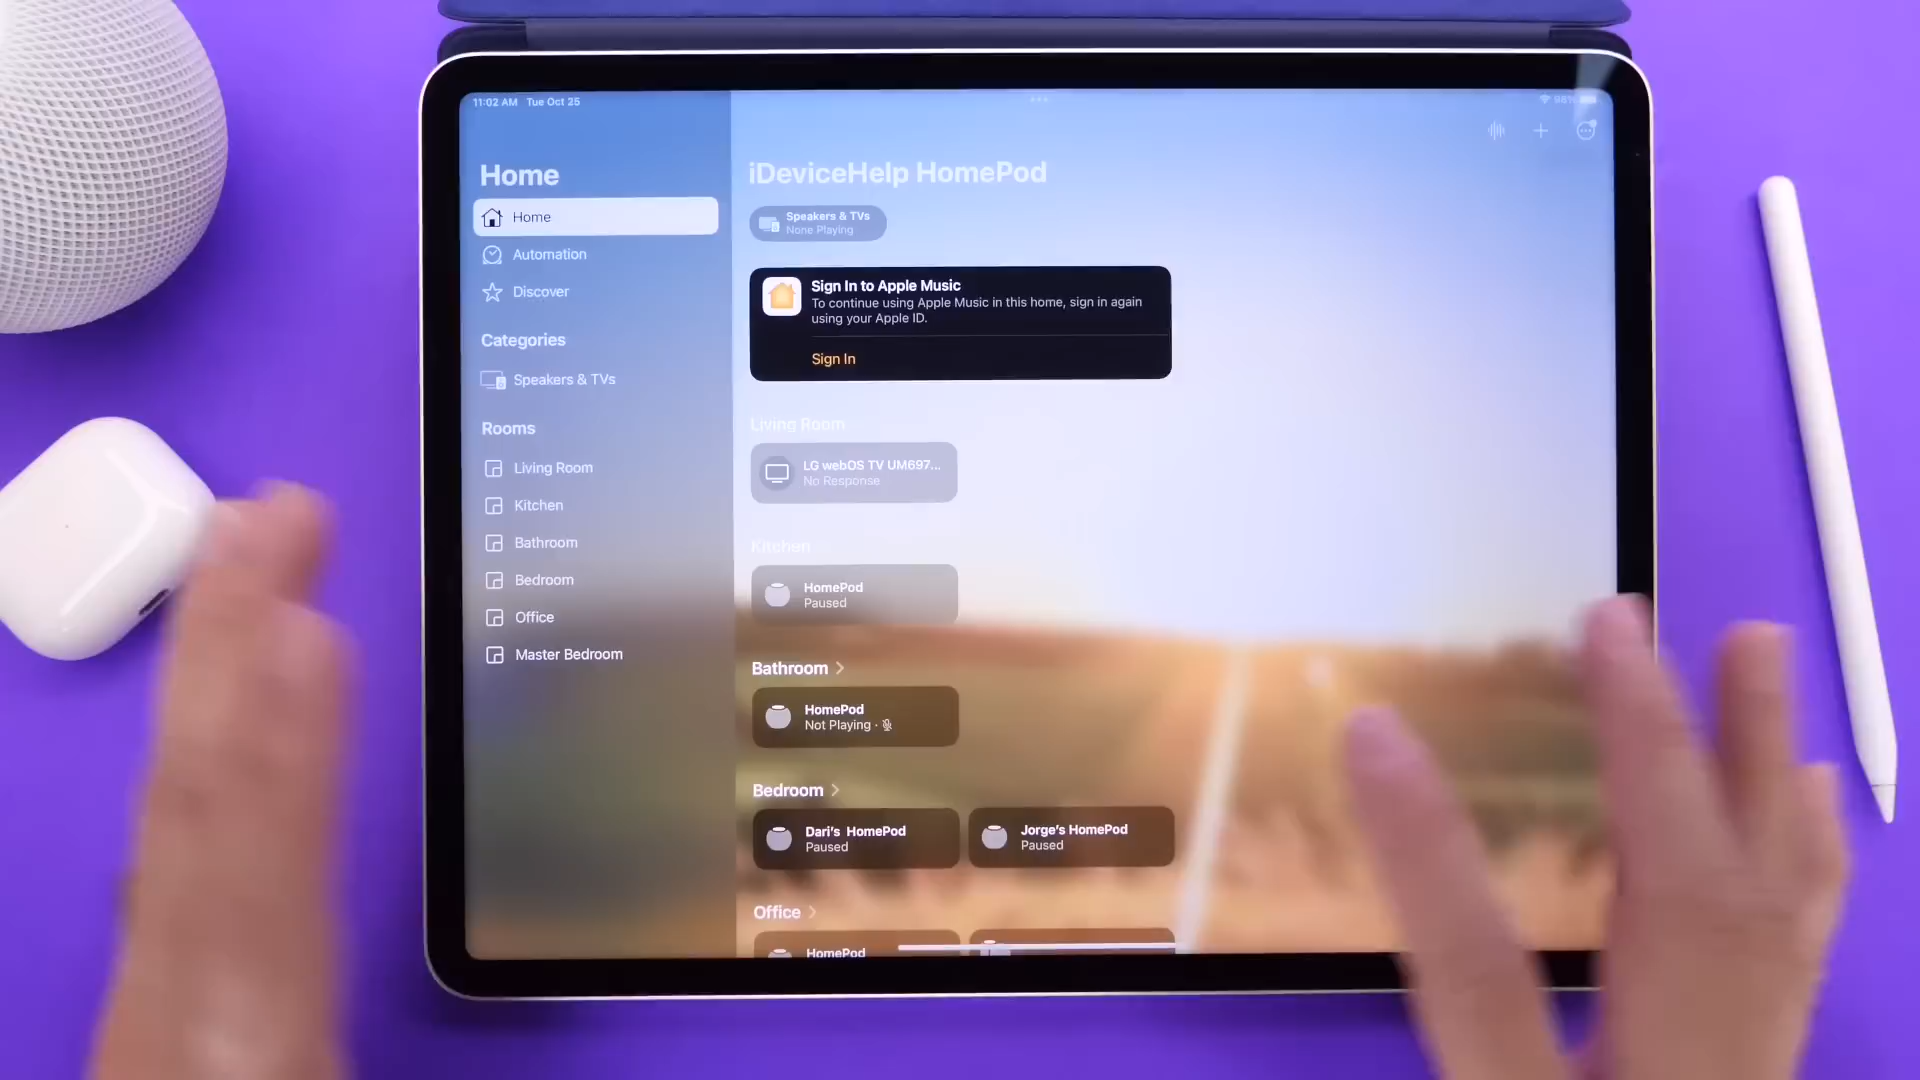 11:02 AM Tue Oct 25
98%
Home
Home
Automation
Discover
Categories
Speakers & TVs
Rooms
Living Room
Kitchen
Bathroom
Bedroom
Office
Master Bedroom
iDeviceHelp HomePod
Speakers & TVs
None Playing
Sign In to Apple Music
To continue using Apple Music in this home, sign in again
using your Apple ID.
Sign In
Living Room
LG webOS TV UM697...
No Response
Kitchen
HomePod
Paused
Bathroom >
HomePod
Not Playing ·
Bedroom >
Dari's HomePod
Paused
Jorge's HomePod
Paused
Office >
HomePod